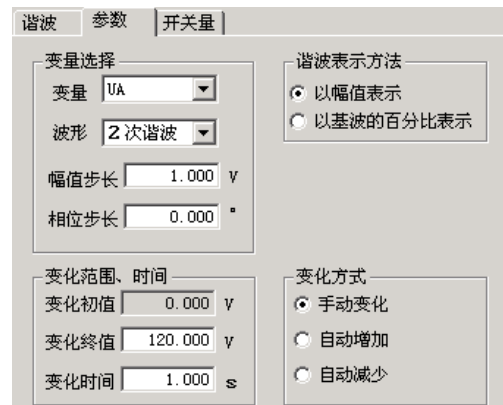 谐波 参数 开关量
变量选择
变量 UA
波形 2次谐波
幅值步长 1.000 V
相位步长 0.000 °
谐波表示方法
以幅值表示
以基波的百分比表示
变化范围、时间
变化初值 0.000 V
变化终值 120.000 V
变化时间 1.000 s
变化方式
手动变化
自动增加
自动减少